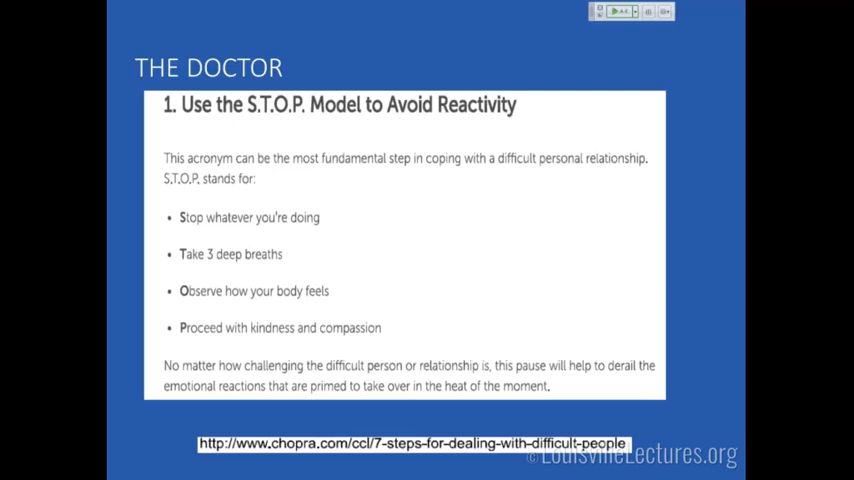 THE DOCTOR
1. Use the S.T.O.P. Model to Avoid Reactivity
This acronym can be the most fundamental step in coping with a difficult personal relationship.
S.T.O.P. stands for:
• Stop whatever you're doing
• Take 3 deep breaths
• Observe how your body feels
• Proceed with kindness and compassion
No matter how challenging the difficult person or relationship is, this pause will help to derail the
emotional reactions that are primed to take over in the heat of the moment.
http://www.chopra.com/ccl/7-steps-for-dealing-with-difficult-people
©LouisvilleLectures.org